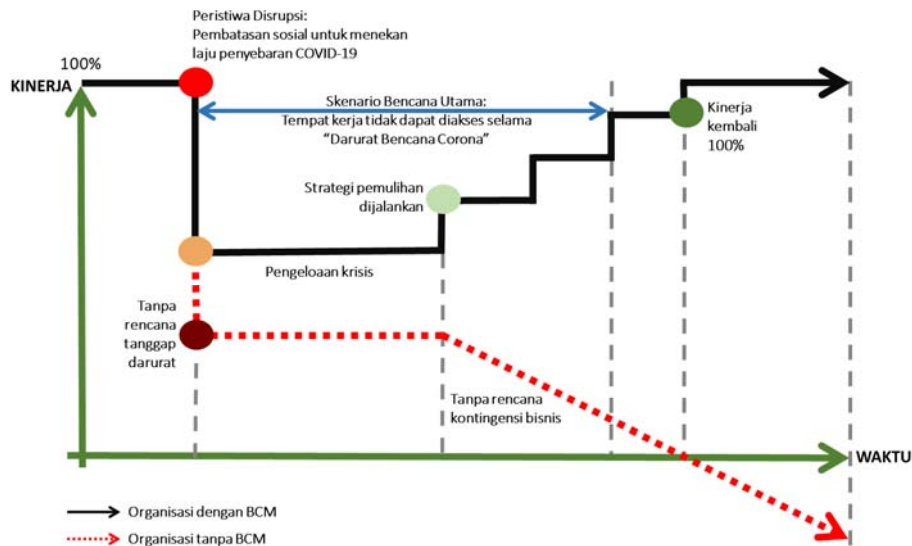 Peristiwa Disrupsi:
Pembatasan sosial untuk menekan
laju penyebaran COVID-19
100%
KINERJA
Skenario Bencana Utama:
Tempat kerja tidak dapat diakses selama
“Darurat Bencana Corona”
Kinerja
kembali
100%
Strategi pemulihan
dijalankan
Pengeloaan krisis
Tanpa
rencana
tanggap
darurat
Tanpa rencana
kontingensi bisnis
WAKTU
Organisasi dengan BCM
Organisasi tanpa BCM